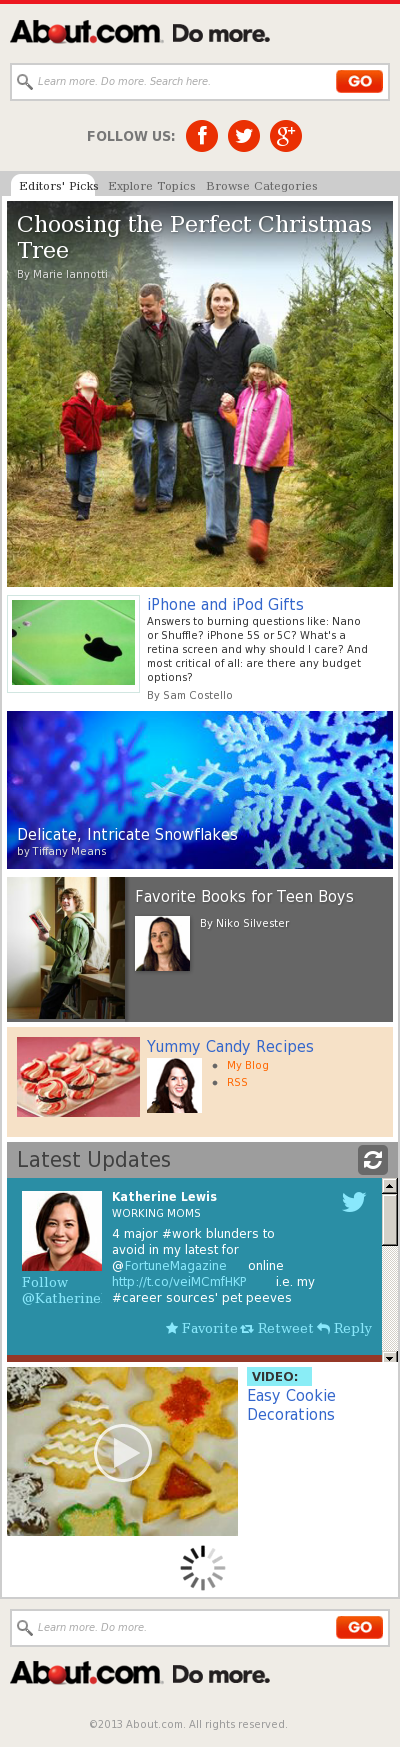 About.com. Do more.
Learn more. Do more. Search here. GO
FOLLOW US: f g+
Editors' Picks Explore Topics Browse Categories
Choosing the Perfect Christmas
Tree
By Marie Iannotti
iPhone and iPod Gifts
Answers to burning questions like: Nano
or Shuffle? iPhone 5S or 5C? What's a
retina screen and why should I care? And
most critical of all: are there any budget
options?
By Sam Costello
Delicate, Intricate Snowflakes
by Tiffany Means
Favorite Books for Teen Boys
By Niko Silvester
Yummy Candy Recipes
• My Blog
• RSS
Latest Updates
Katherine Lewis
WORKING MOMS
4 major #work blunders to
avoid in my latest for
@FortuneMagazine online
http://t.co/veiMCmfHKP i.e. my
#career sources' pet peeves
Follow
@Katherine
Favorite Retweet Reply
VIDEO:
Easy Cookie
Decorations
Learn more. Do more. GO
About.com. Do more.
©2013 About.com. All rights reserved.